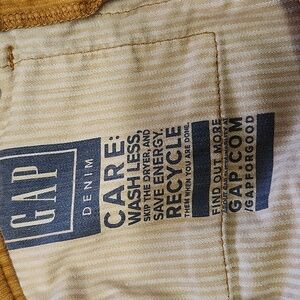 GAP
DENIM
CARE:
WASH LESS,
SKIP THE DRYER, AND
SAVE ENERGY.
RECYCLE
THEM WHEN YOU ARE DONE.
FIND OUT MORE
GAP.COM
/GAPFORGOOD